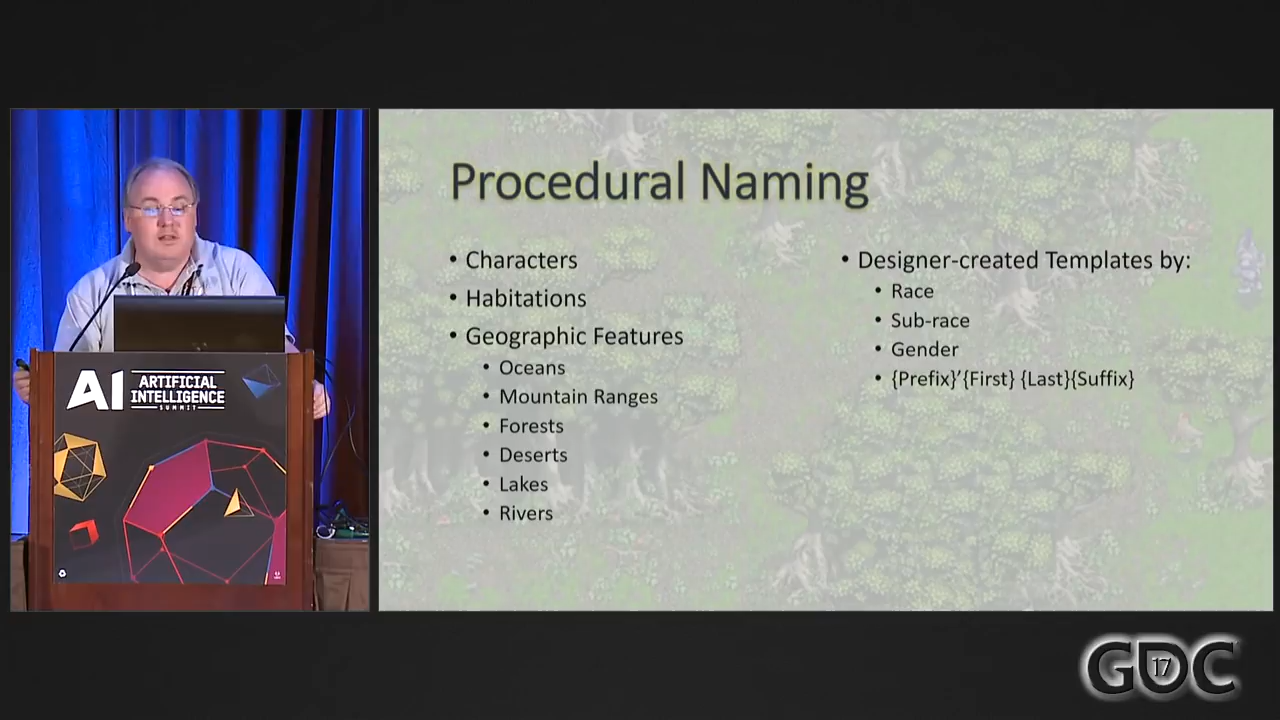 AI ARTIFICIAL
INTELLIGENCE
SUMMIT
Procedural Naming
• Characters
• Habitations
• Geographic Features
• Oceans
• Mountain Ranges
• Forests
• Deserts
• Lakes
• Rivers
• Designer-created Templates by:
• Race
• Sub-race
• Gender
• {Prefix}’{First} {Last}{Suffix}
GDC
17